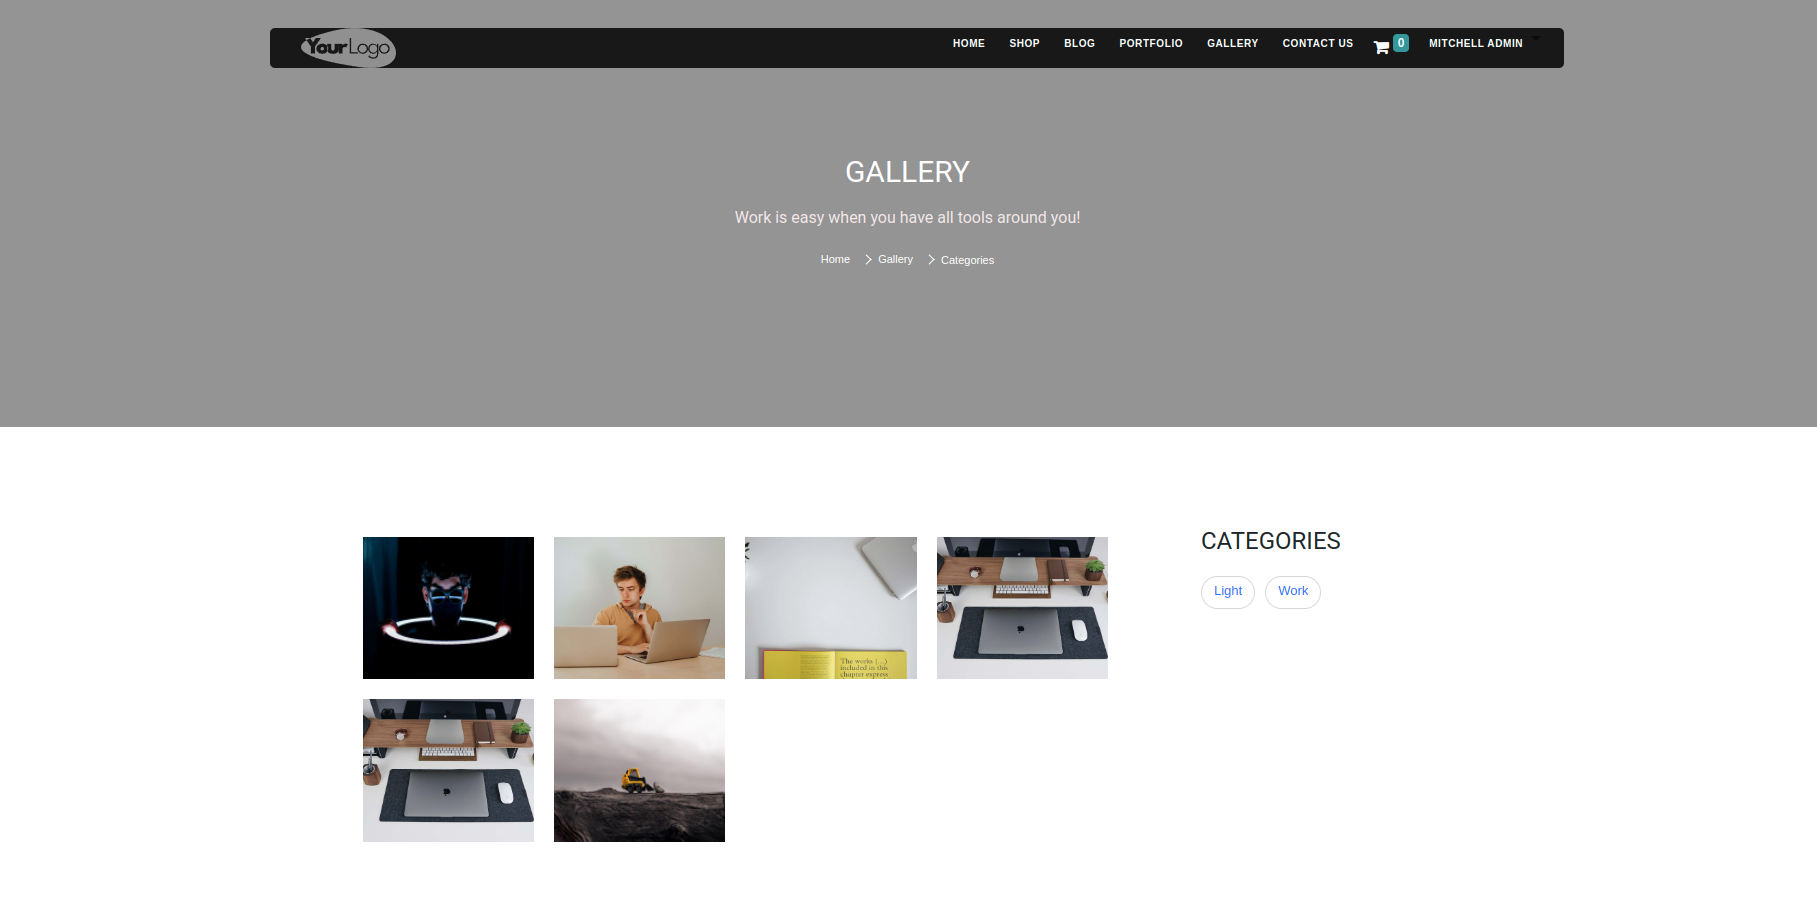 YourLogo
HOME SHOP BLOG PORTFOLIO GALLERY CONTACT US 0 MITCHELL ADMIN
GALLERY
Work is easy when you have all tools around you!
Home Gallery Categories
CATEGORIES
Light Work
The works (...)
included in this
chapter express